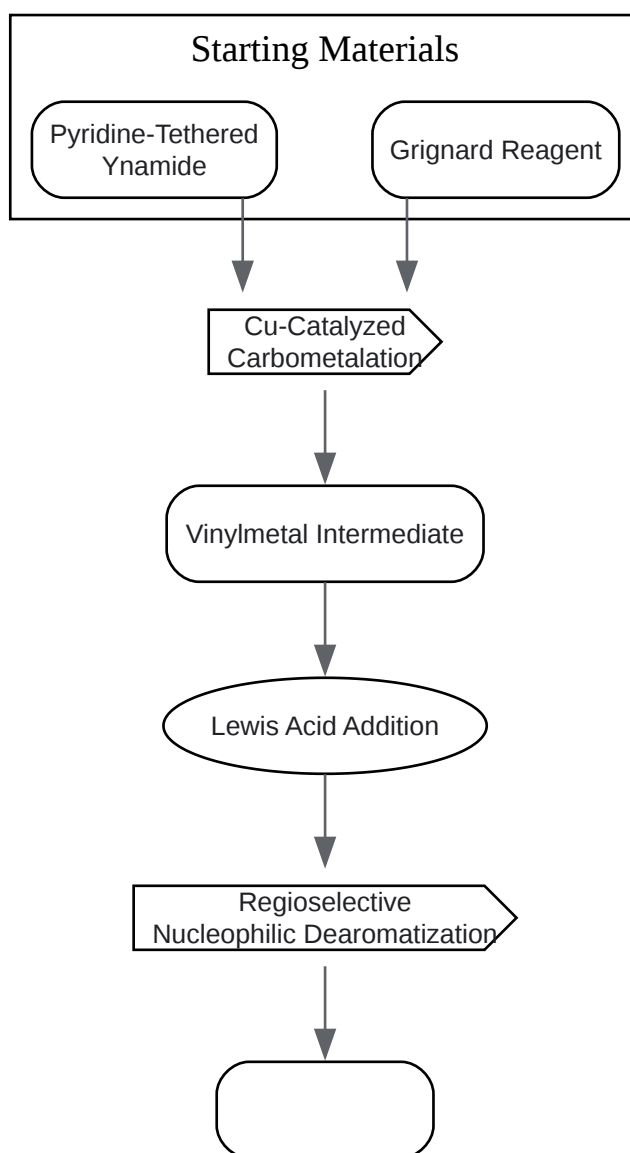 Starting Materials
Pyridine-Tethered
Ynamide
Grignard Reagent
Cu-Catalyzed
Carbometalation
Vinylmetal Intermediate
Lewis Acid Addition
Regioselective
Nucleophilic Dearomatization